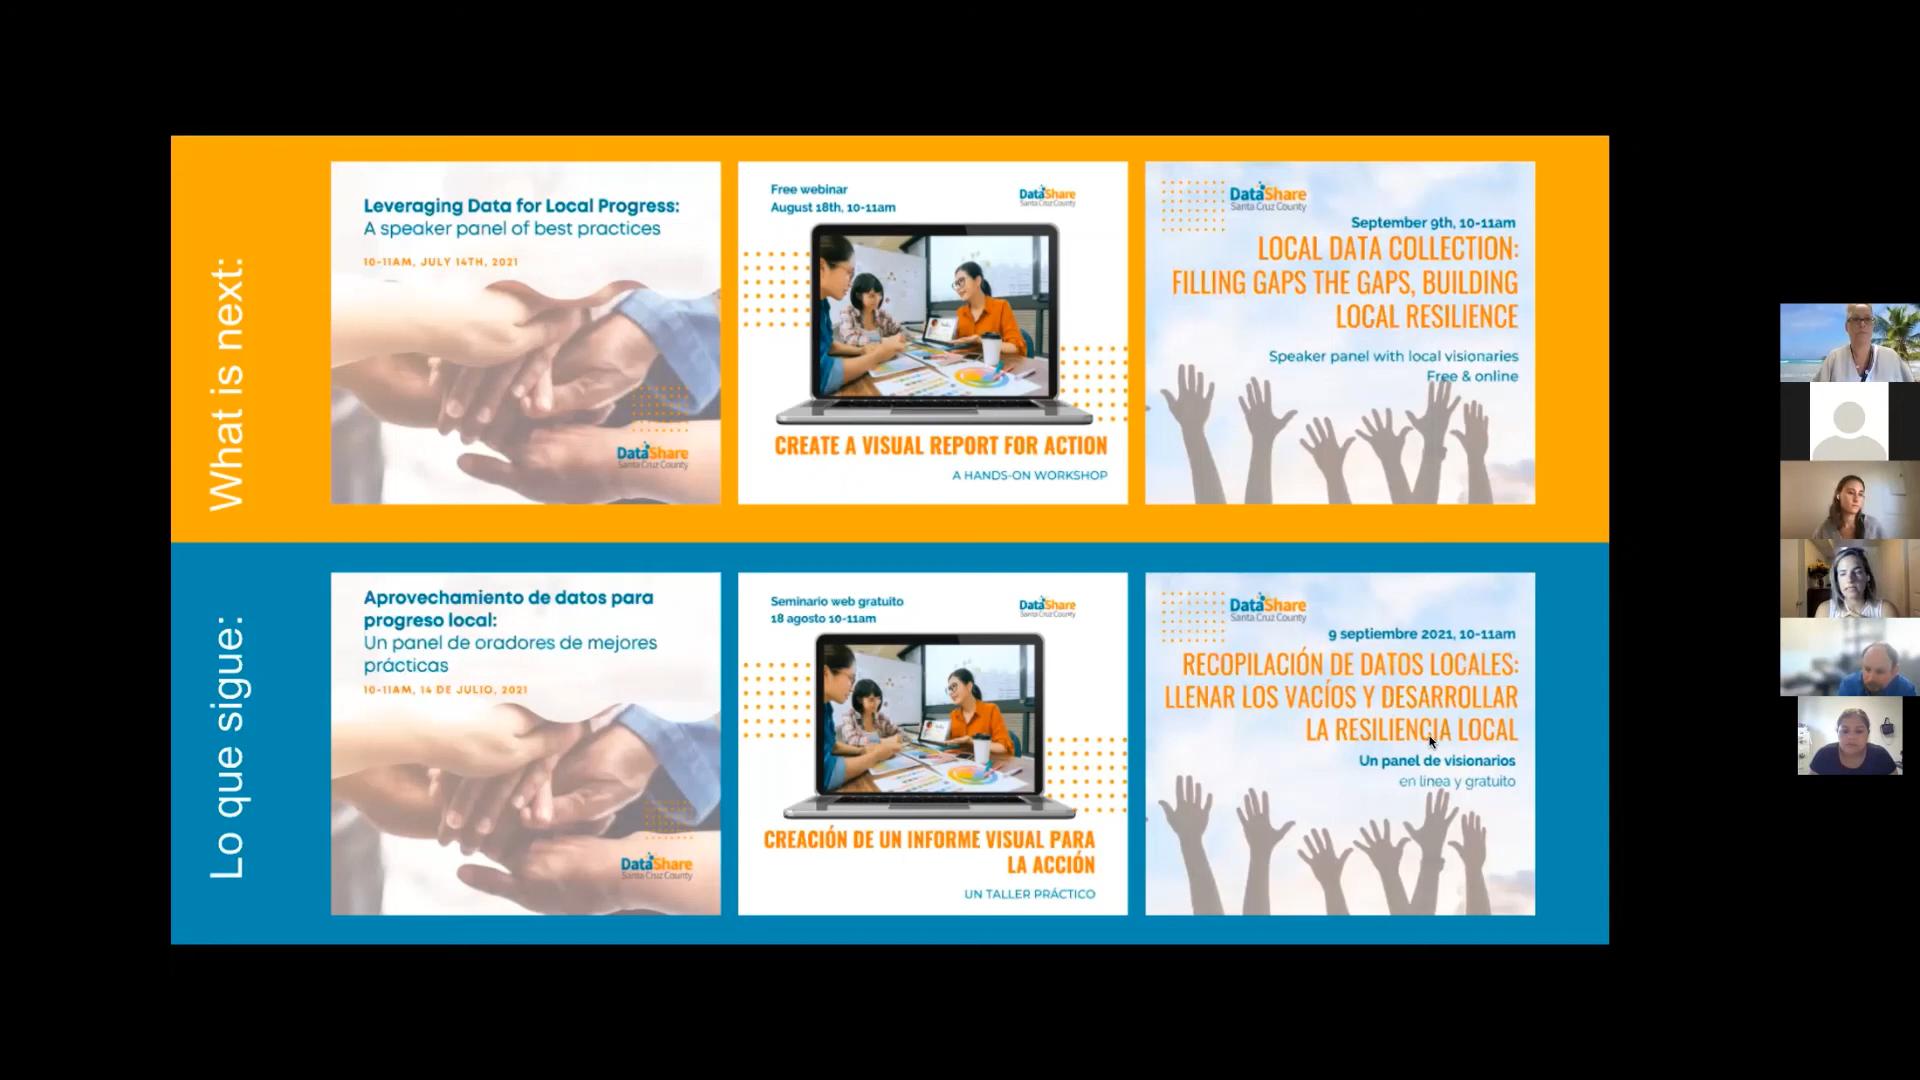 What is next:
Leveraging Data for Local Progress:
A speaker panel of best practices
10-11AM, JULY 14TH, 2021
DataShare
Santa Cruz County
Free webinar
August 18th, 10-11am
DataShare
Santa Cruz County
CREATE A VISUAL REPORT FOR ACTION
A HANDS-ON WORKSHOP
DataShare
Santa Cruz County
September 9th, 10-11am
LOCAL DATA COLLECTION:
FILLING GAPS THE GAPS, BUILDING
LOCAL RESILIENCE
Speaker panel with local visionaries
Free & online
Lo que sigue:
Aprovechamiento de datos para
progreso local:
Un panel de oradores de mejores
prácticas
10-11AM, 14 DE JULIO, 2021
DataShare
Santa Cruz County
Seminario web gratuito
18 agosto 10-11am
DataShare
Santa Cruz County
CREACIÓN DE UN INFORME VISUAL PARA
LA ACCIÓN
UN TALLER PRÁCTICO
DataShare
Santa Cruz County
9 septiembre 2021, 10-11am
RECOPILACIÓN DE DATOS LOCALES:
LLENAR LOS VACÍOS Y DESARROLLAR
LA RESILIENCIA LOCAL
Un panel de visionarios
en línea y gratuito